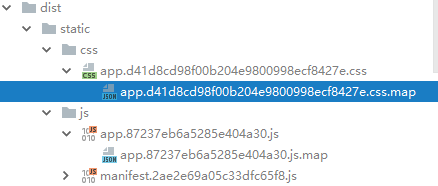 dist
static
css
app.d41d8cd98f00b204e9800998ecf8427e.css
app.d41d8cd98f00b204e9800998ecf8427e.css.map
js
app.87237eb6a5285e404a30.js
app.87237eb6a5285e404a30.js.map
manifest.2ae2e69a05c33dfc65f8.js